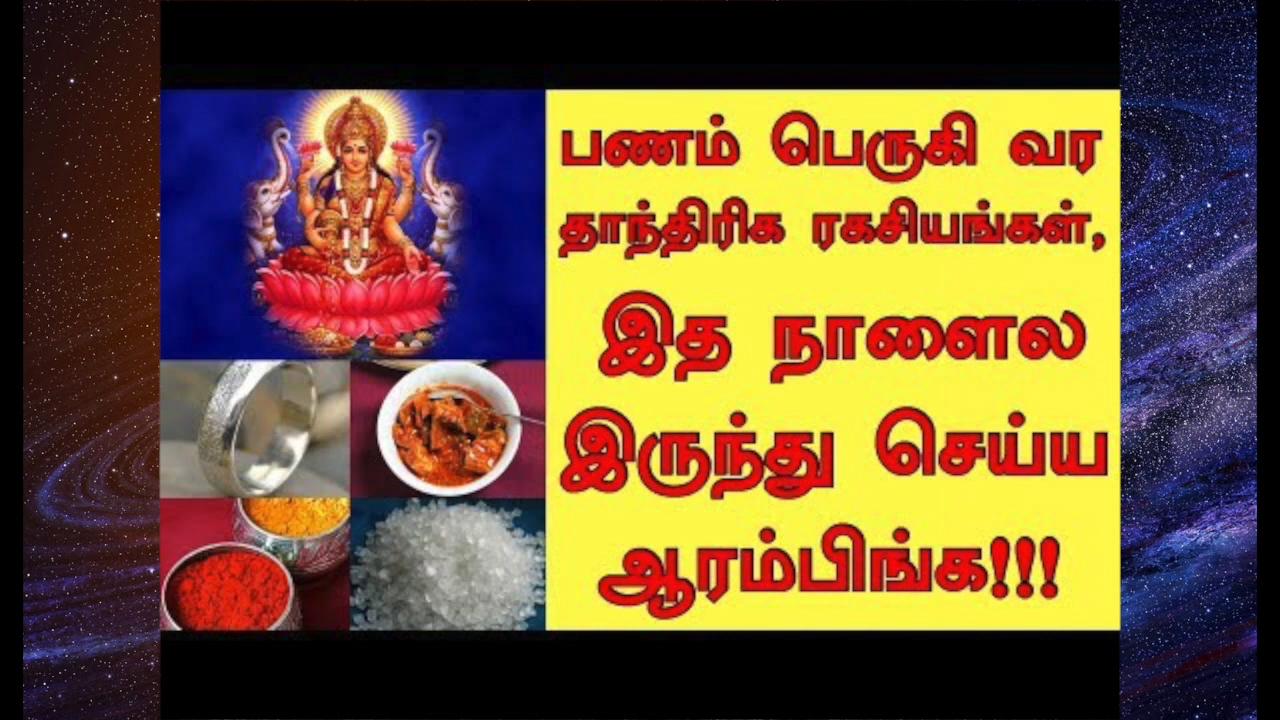 பணம் பெருகி வர
தாந்திரிக ரகசியங்கள்,
இத நாளைல
இருந்து செய்ய
ஆரம்பிங்க!!!